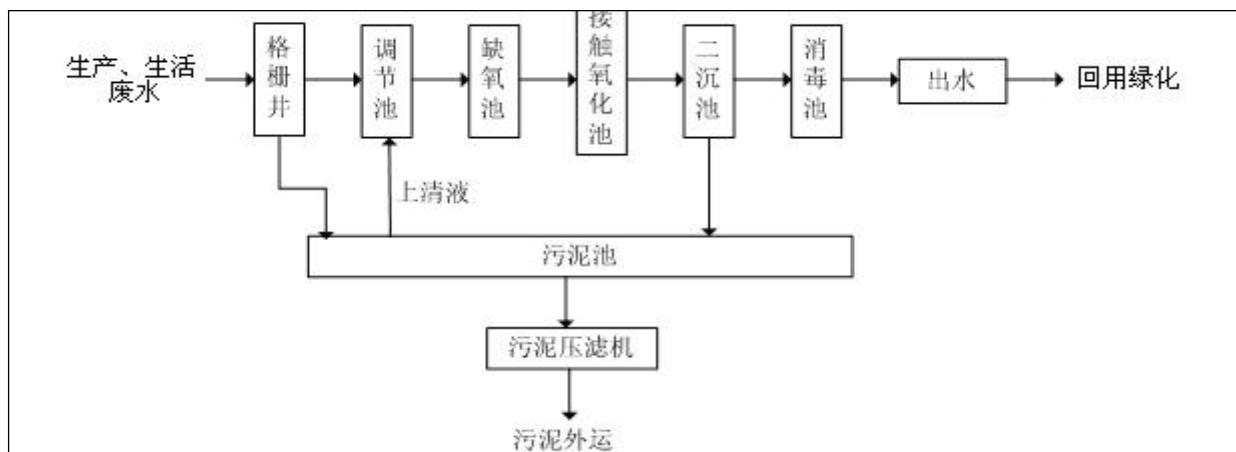 生产、生活
废水
格栅井
调节池
缺氧池
接触氧化池
二沉池
消毒池
出水
回用绿化
上清液
污泥池
污泥压滤机
污泥外运